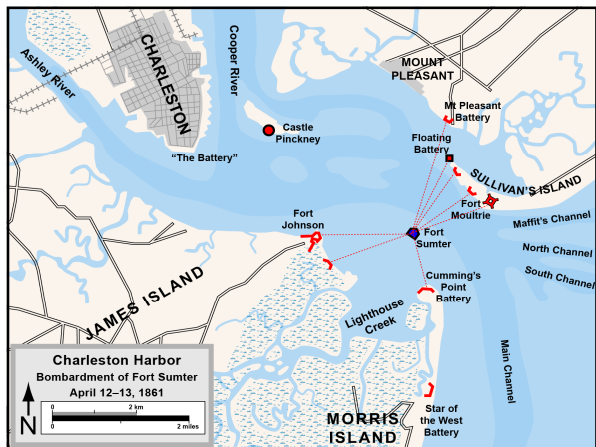 MOUNT
PLEASANT
CHARLESTON
Cooper River
Ashley River
Mt Pleasant
Battery
Castle
Pinckney
Floating
Battery
"The Battery"
SULLIVAN'S ISLAND
Fort
Moultrie
Fort
Johnson
Fort
Sumter
Maffit's Channel
North Channel
South Channel
Cumming's
Point
Battery
JAMES ISLAND
Lighthouse
Creek
Main Channel
Charleston Harbor
Bombardment of Fort Sumter
April 12–13, 1861
N
2 km
2 miles
MORRIS
ISLAND
Star of
the West
Battery